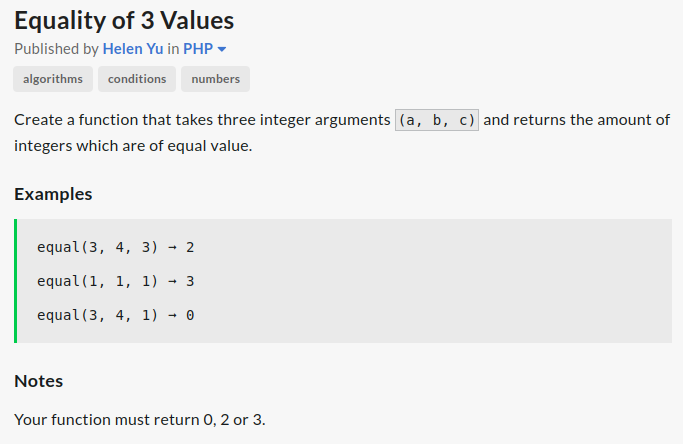 Equality of 3 Values
Published by Helen Yu in PHP
algorithms conditions numbers
Create a function that takes three integer arguments (a, b, c) and returns the amount of
integers which are of equal value.
Examples
equal(3, 4, 3) → 2
equal(1, 1, 1) → 3
equal(3, 4, 1) → 0
Notes
Your function must return 0, 2 or 3.